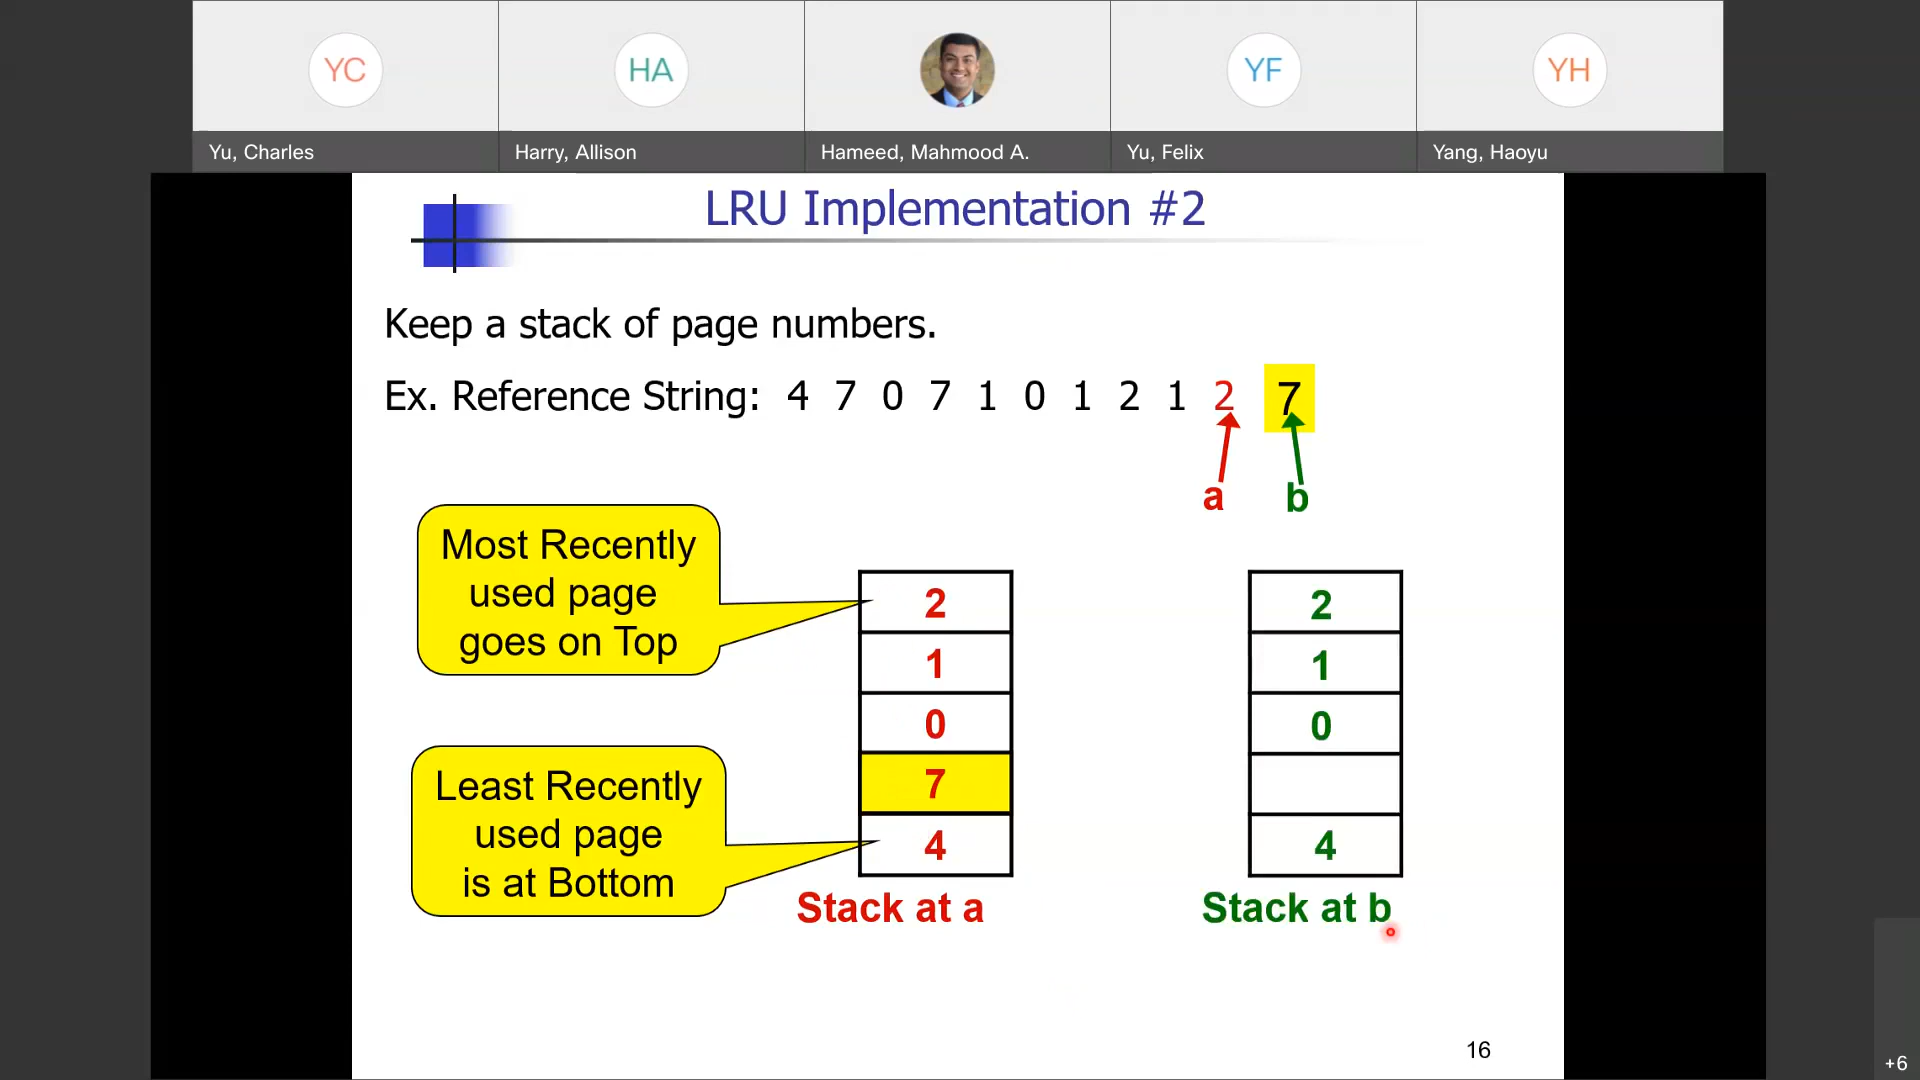 YC
HA
YF
YH
Yu, Charles
Harry, Allison
Hameed, Mahmood A.
Yu, Felix
Yang, Haoyu
LRU Implementation #2
Keep a stack of page numbers.
Ex. Reference String: 4 7 0 7 1 0 1 2 1 2 7
a b
Most Recently
used page
goes on Top
Least Recently
used page
is at Bottom
2
1
0
7
4
Stack at a
2
1
0
4
Stack at b
16
+6